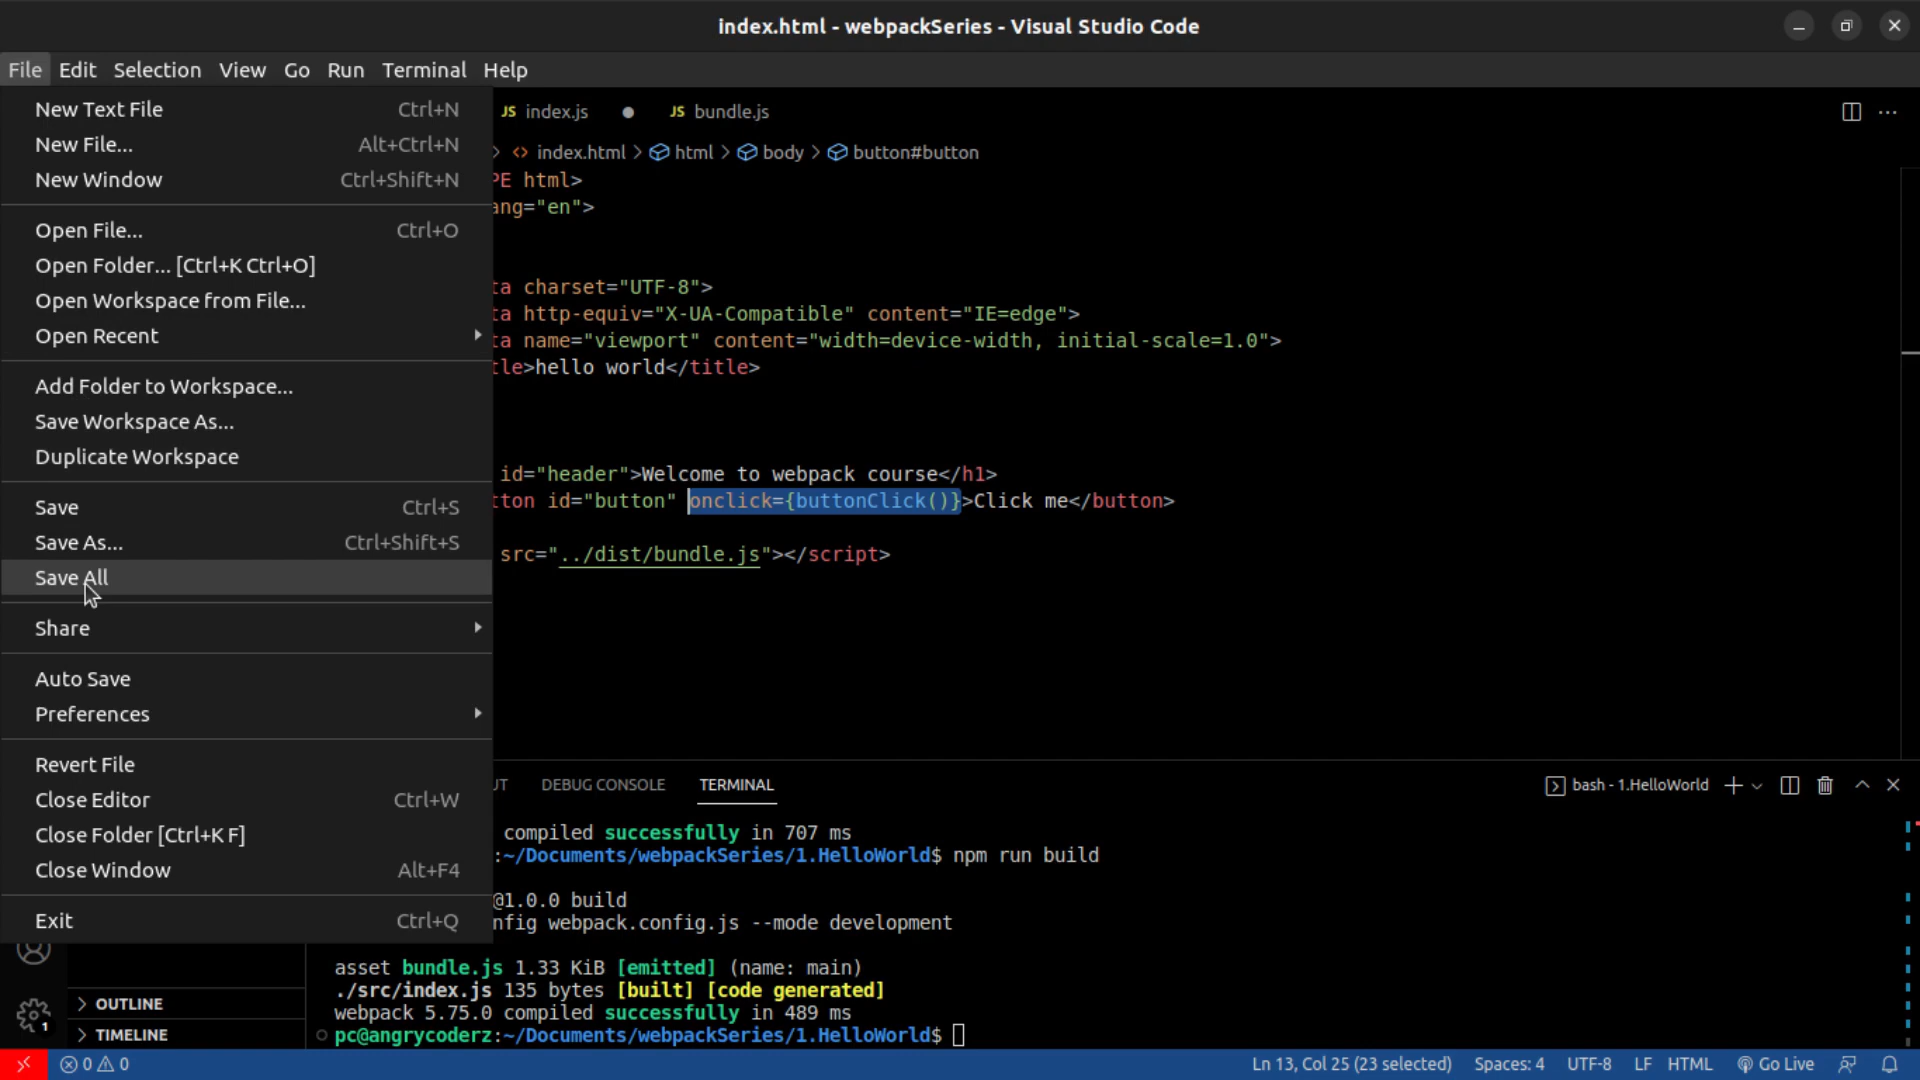 index.html - webpackSeries - Visual Studio Code
File Edit Selection View Go Run Terminal Help
New Text File Ctrl+N
New File... Alt+Ctrl+N
New Window Ctrl+Shift+N
Open File... Ctrl+O
Open Folder... [Ctrl+K Ctrl+O]
Open Workspace from File...
Open Recent
Add Folder to Workspace...
Save Workspace As...
Duplicate Workspace
Save Ctrl+S
Save As... Ctrl+Shift+S
Save All
Share
Auto Save
Preferences
Revert File
Close Editor Ctrl+W
Close Folder [Ctrl+K F]
Close Window Alt+F4
Exit Ctrl+Q
JS index.js JS bundle.js
index.html > html > body > button#button
PE html>
ang="en">
ta charset="UTF-8">
ta http-equiv="X-UA-Compatible" content="IE=edge">
ta name="viewport" content="width=device-width, initial-scale=1.0">
tle>hello world</title>
id="header">Welcome to webpack course</h1>
tton id="button" onclick={buttonClick()}>Click me</button>
src="../dist/bundle.js"></script>
UT DEBUG CONSOLE TERMINAL bash - 1.HelloWorld
compiled successfully in 707 ms
:~/Documents/webpackSeries/1.HelloWorld$ npm run build
@1.0.0 build
nfig webpack.config.js --mode development
asset bundle.js 1.33 KiB [emitted] (name: main)
./src/index.js 135 bytes [built] [code generated]
webpack 5.75.0 compiled successfully in 489 ms
pc@angrycoderz:~/Documents/webpackSeries/1.HelloWorld$
1
OUTLINE
TIMELINE
0 0 Ln 13, Col 25 (23 selected) Spaces: 4 UTF-8 LF HTML Go Live